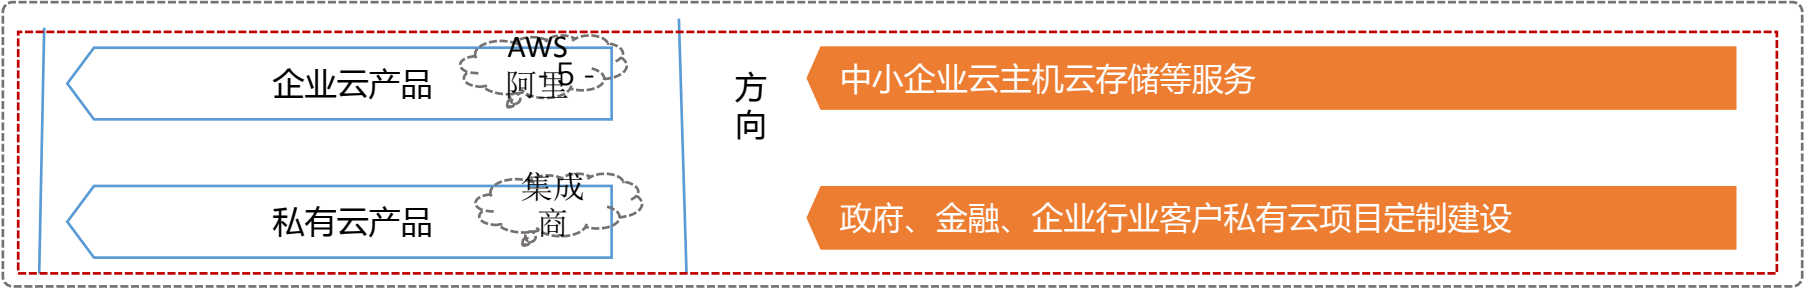 AWS
阿里
- 5 -
企业云产品
方
向
中小企业云主机云存储等服务
集成
商
私有云产品
政府、金融、企业行业客户私有云项目定制建设